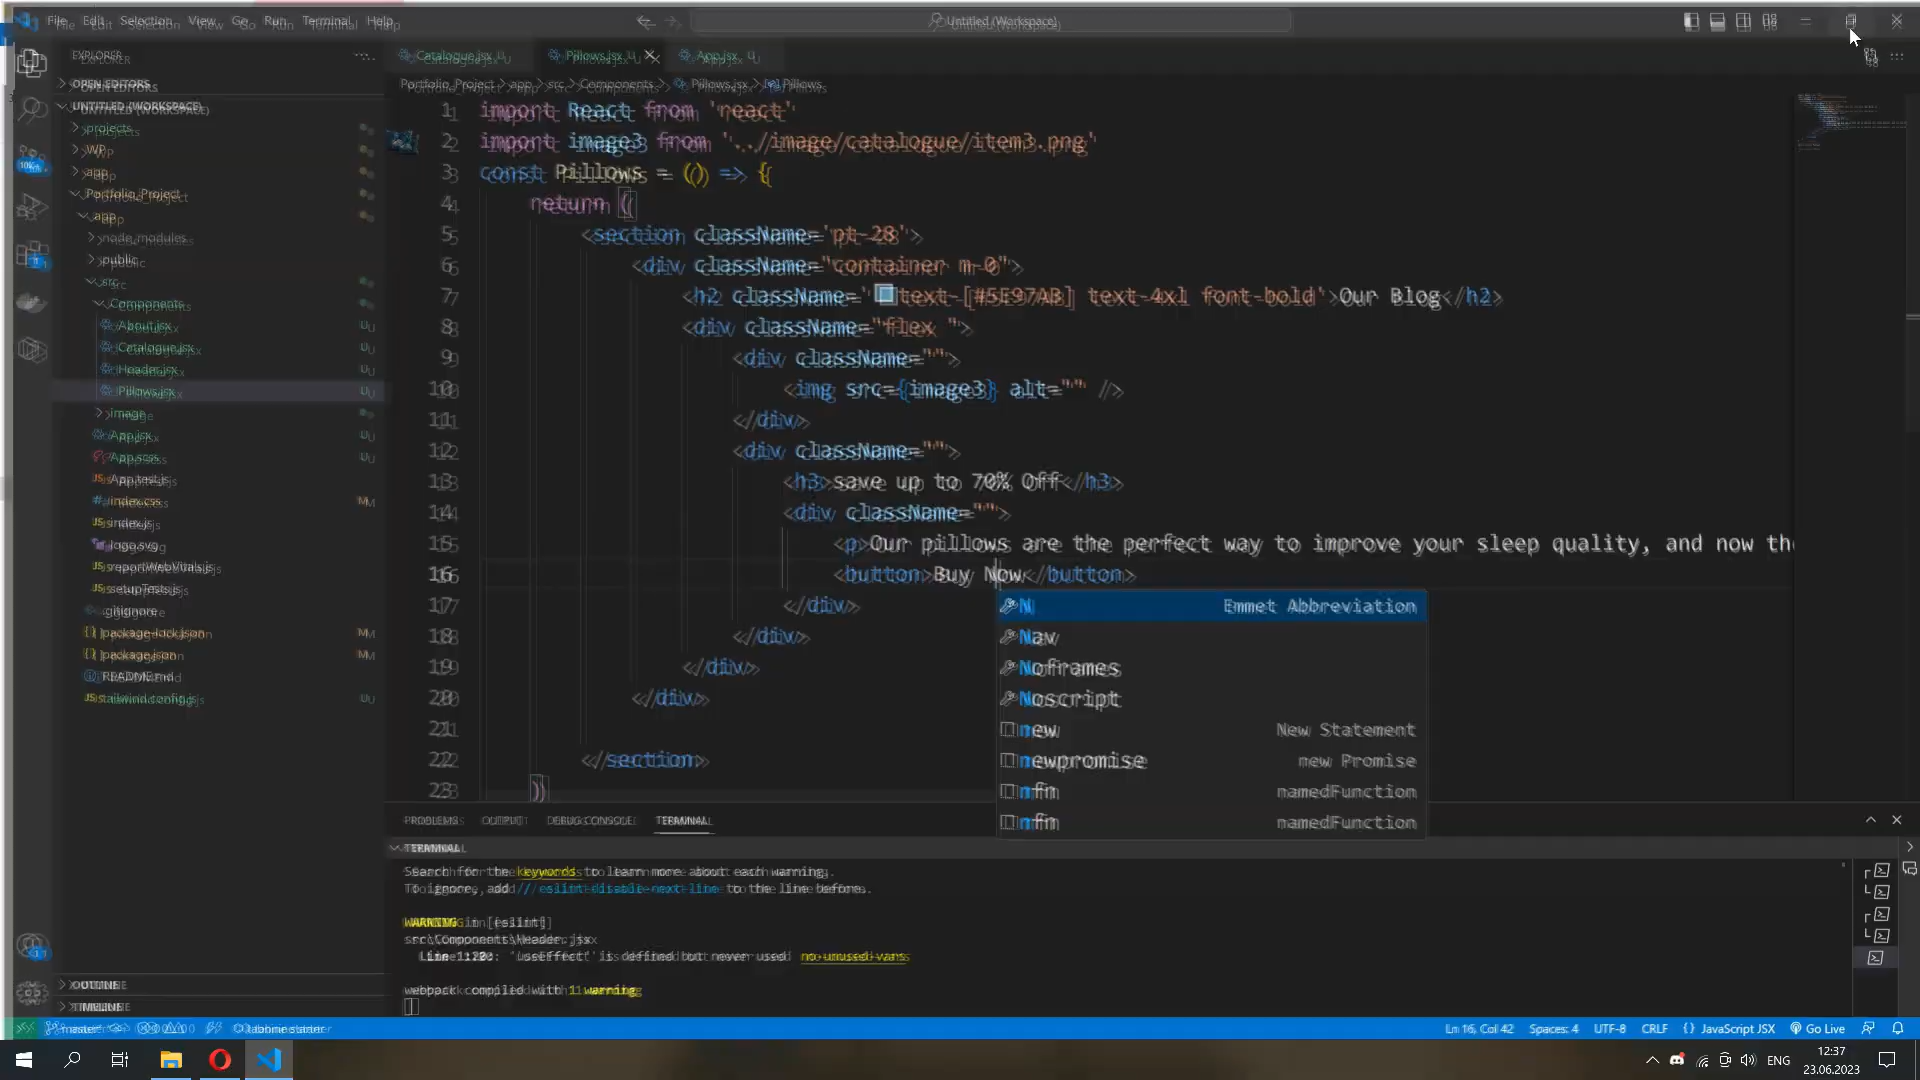 File Edit Selection View Go Run Terminal Help
Untitled (Workspace)
EXPLORER
OPEN EDITORS
UNTITLED (WORKSPACE)
projects
WP
app
Portfolio_Project
app
node_modules
public
src
Components
About.jsx U
Catalogue.jsx U
Header.jsx U
Pillows.jsx U
image
App.jsx U
App.scss U
App.test.js
index.css M
index.js
logo.svg
reportWebVitals.js
setupTests.js
.gitignore
package-lock.json M
package.json M
README.md
tailwind.config.js U
OUTLINE
TIMELINE
Catalogue.jsx U Pillows.jsx U App.jsx U
Portfolio_Project > app > src > Components > Pillows.jsx > Pillows
1 import React from 'react'
2 import image3 from '../image/catalogue/item3.png'
3 const Pillows = () => {
4 return (
5 <section className='pt-28'>
6 <div className="container m-0">
7 <h2 className='text-[#5E97AB] text-4xl font-bold'>Our Blog</h2>
8 <div className="flex ">
9 <div className="">
10 <img src={image3} alt="" />
11 </div>
12 <div className="">
13 <h3>save up to 70% Off</h3>
14 <div className="">
15 <p>Our pillows are the perfect way to improve your sleep quality, and now the
16 <button>Buy Now</button>
17 </div>
18 </div>
19 </div>
20 </div>
21
22 </section>
23 )
N Emmet Abbreviation
Nav
Noframes
Noscript
new New Statement
newpromise new Promise
nfn namedFunction
nfn namedFunction
PROBLEMS OUTPUT DEBUG CONSOLE TERMINAL
TERMINAL
Search for the keywords to learn more about each warning.
To ignore, add // eslint-disable-next-line to the line before.
WARNING in [eslint]
src\Components\Header.jsx
Line 1:20: 'useEffect' is defined but never used no-unused-vars
webpack compiled with 1 warning
master Ln 16, Col 42 Spaces: 4 UTF-8 CRLF {} JavaScript JSX Go Live
ENG
12:37
23.06.2023